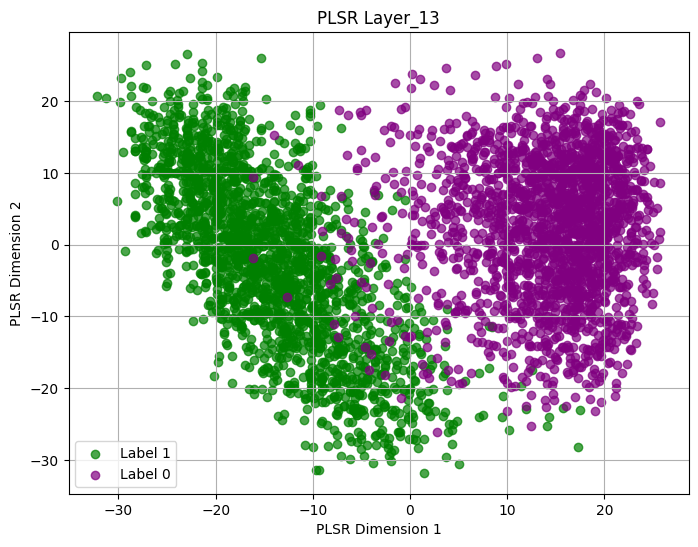 PLSR Layer_13
PLSR Dimension 2
20
10
0
−10
−20
−30
Label 1
Label 0
−30 −20 −10 0 10 20
PLSR Dimension 1